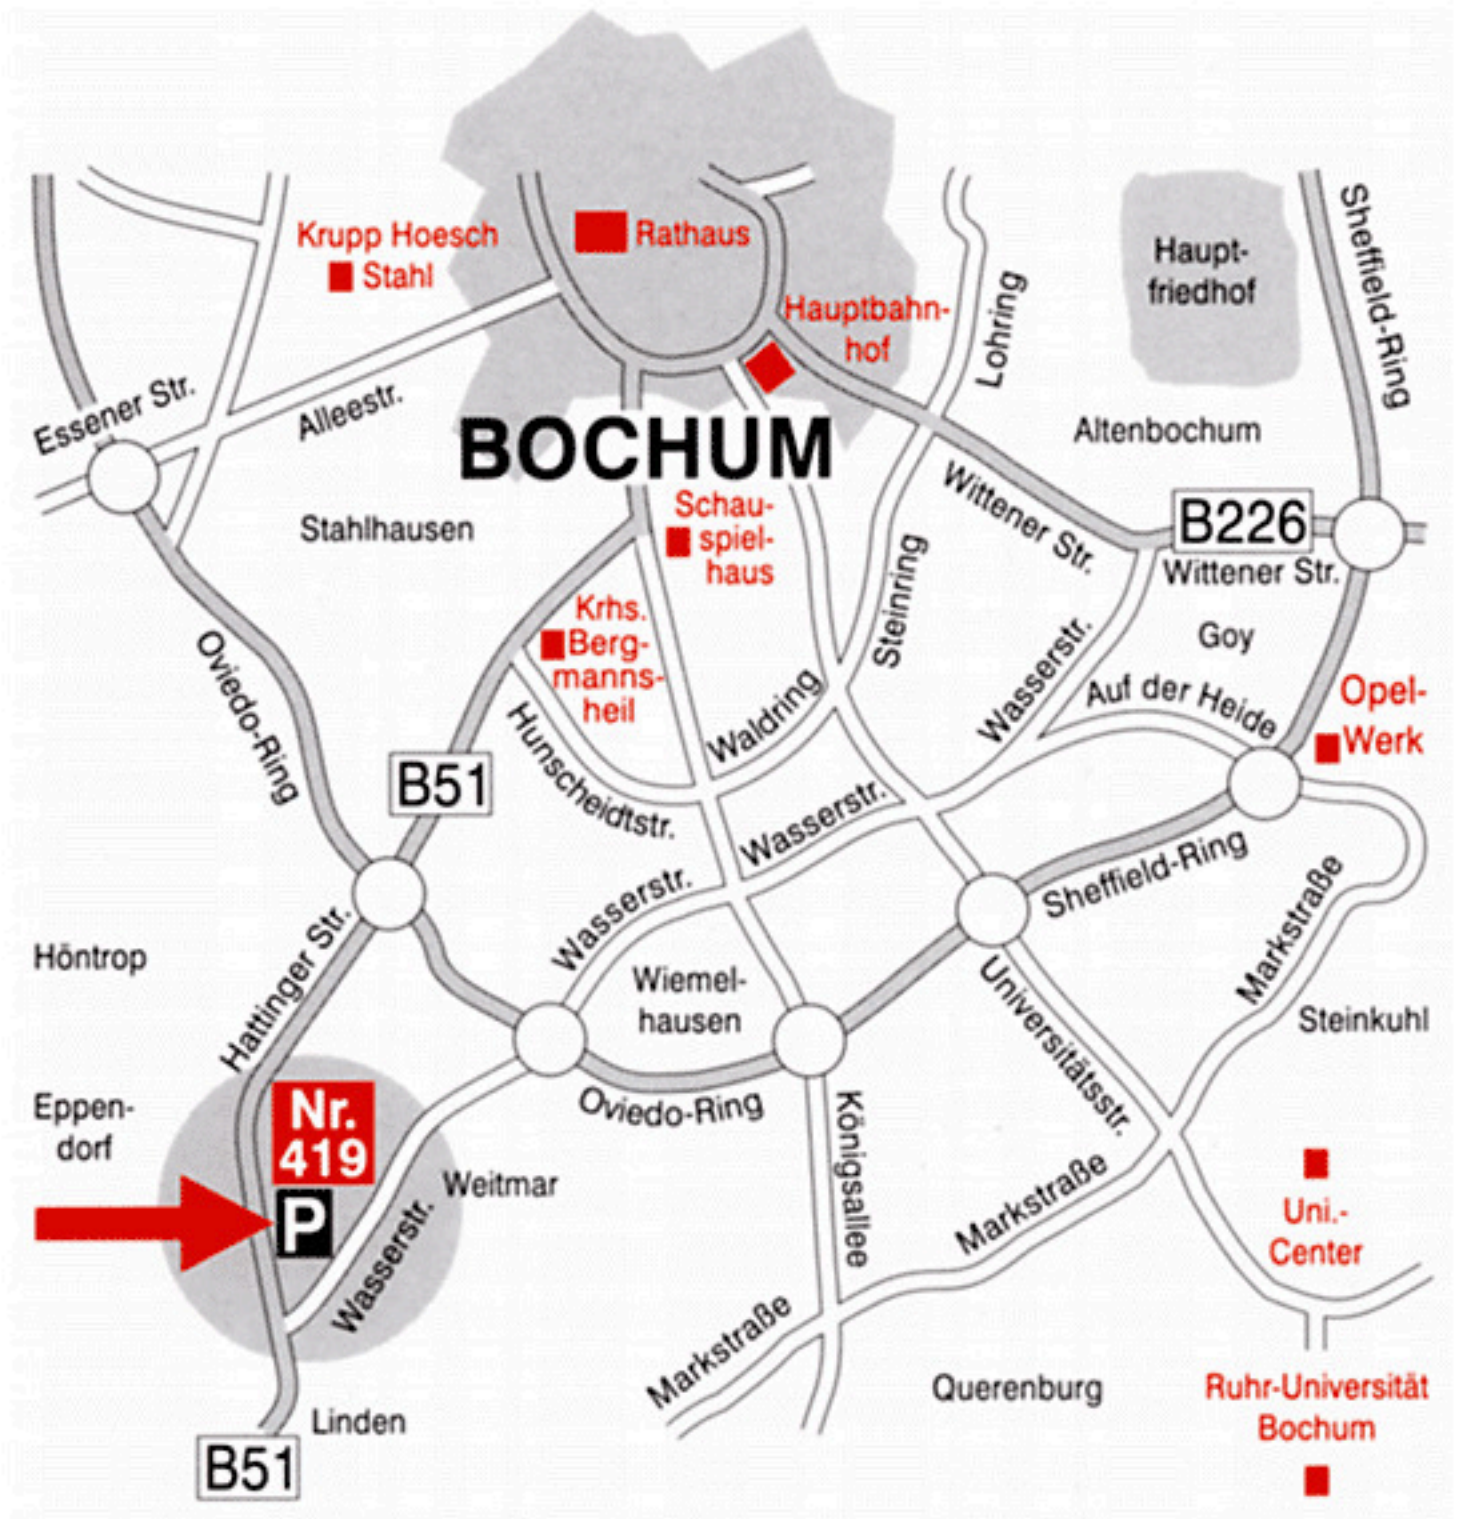 Krupp Hoesch
Stahl
Rathaus
Hauptbahn-
hof
Lohring
Haupt-
friedhof
Sheffield-Ring
Essener Str.
Alleestr.
BOCHUM
Altenbochum
Stahlhausen
Schau-
spiel-
haus
Wittener Str.
B226
Wittener Str.
Krhs.
Berg-
manns-
heil
Steinring
Goy
Oviedo-Ring
Wasserstr.
Auf der Heide
Opel-
Werk
Waldring
B51
Hunscheidtstr.
Wasserstr.
Sheffield-Ring
Wasserstr.
Markstraße
Höntrop
Hattinger Str.
Wiemel-
hausen
Universitätsstr.
Steinkuhl
Eppen-
dorf
Nr.
419
P
Oviedo-Ring
Königsallee
Weitmar
Wasserstr.
Markstraße
Uni.-
Center
Markstraße
Querenburg
Ruhr-Universität
Bochum
Linden
B51